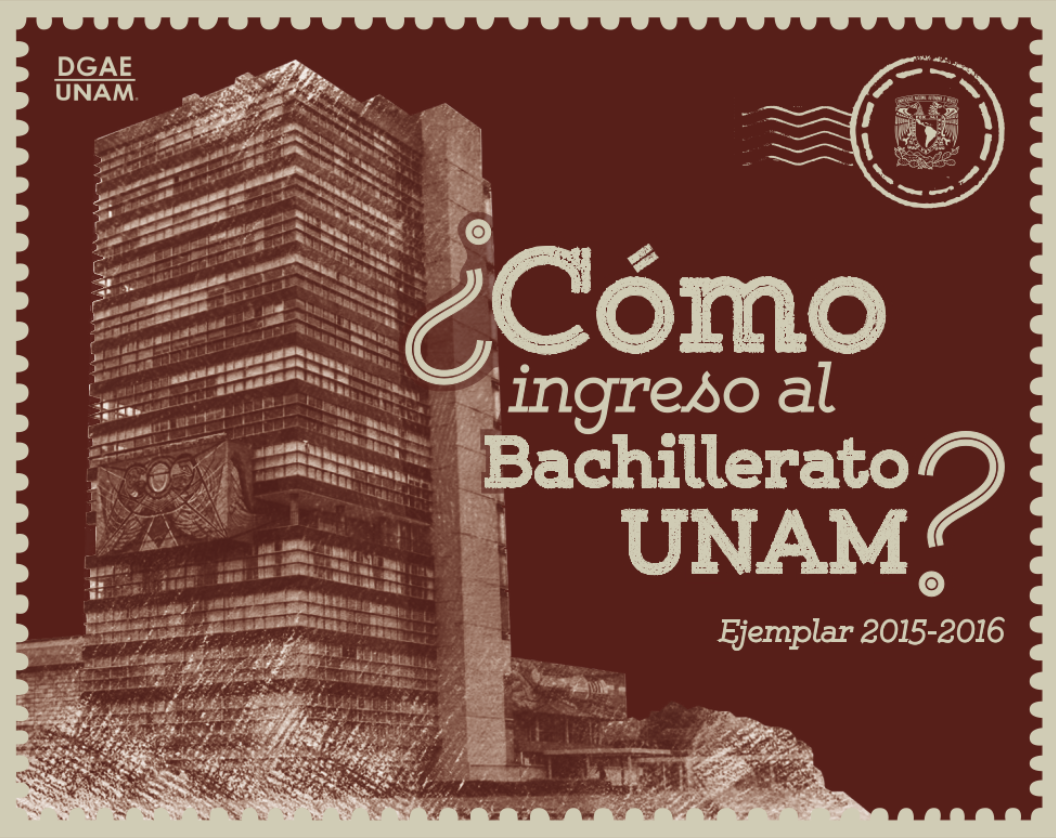 DGAE
UNAM
¿Cómo
ingreso al
Bachillerato
UNAM?
Ejemplar 2015-2016